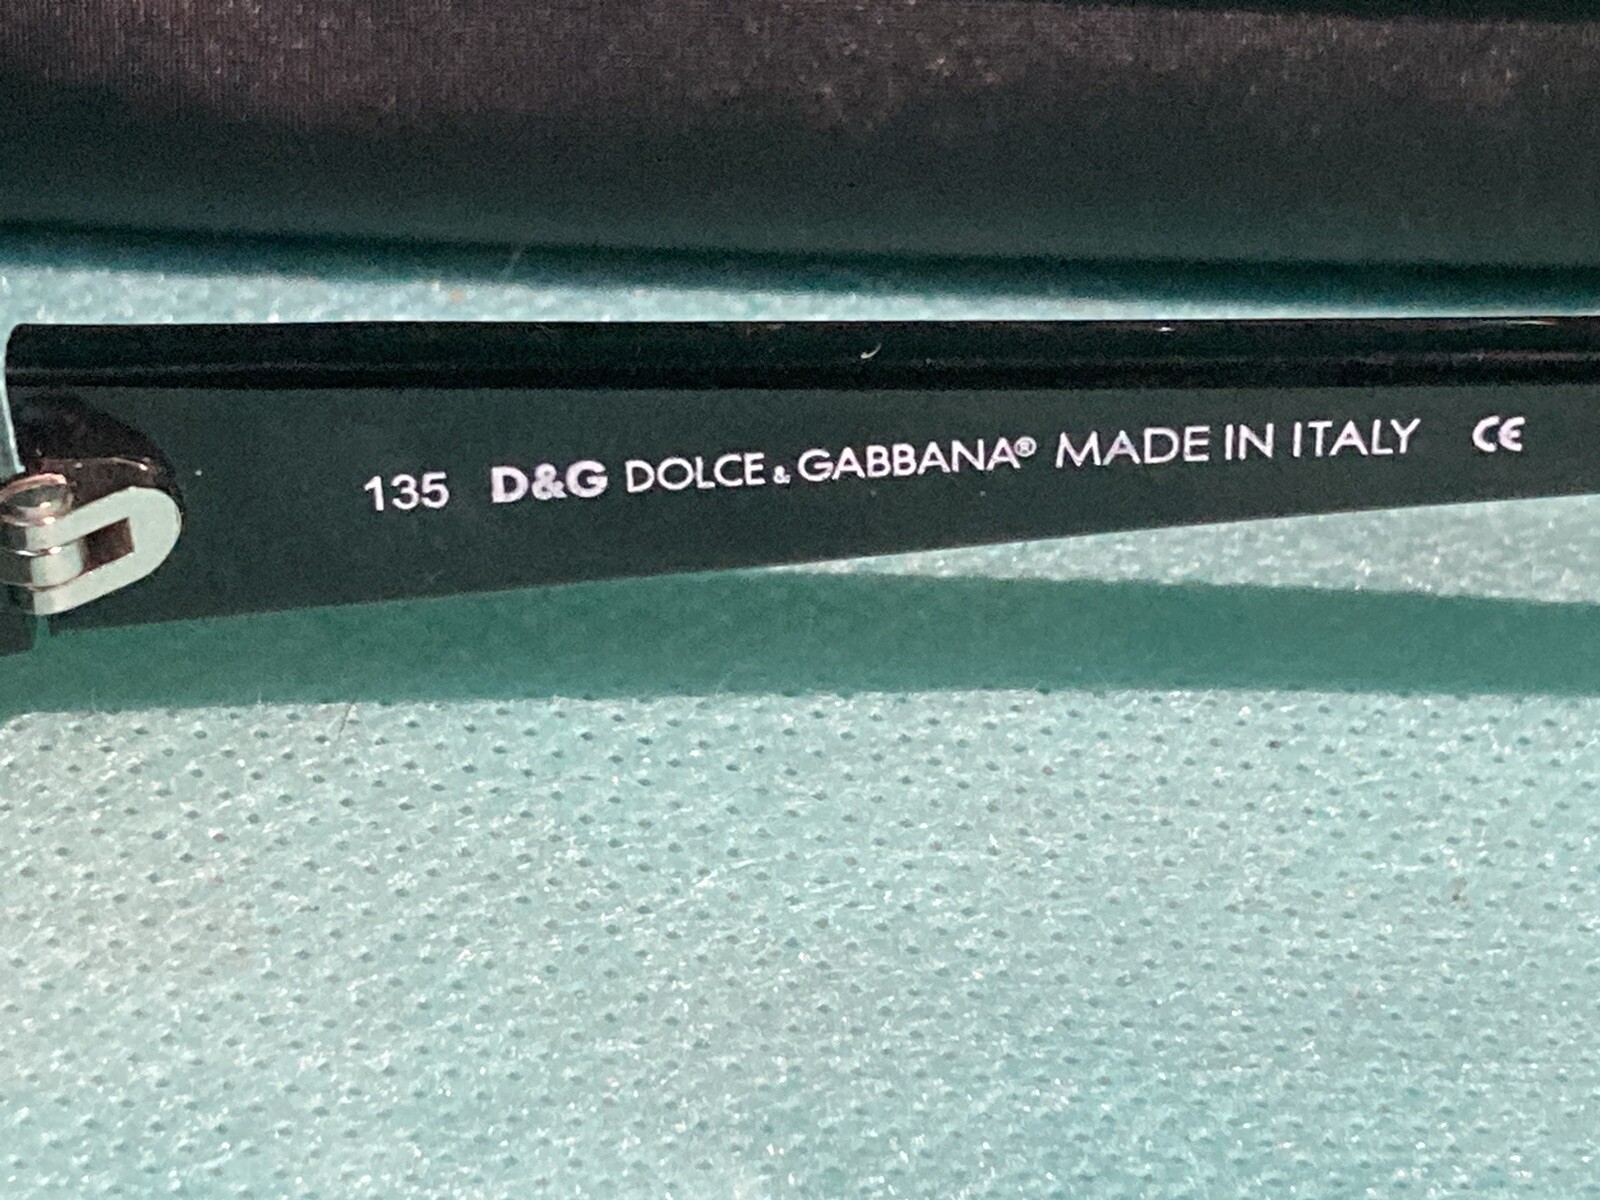 135 D&G DOLCE & GABBANA® MADE IN ITALY CE